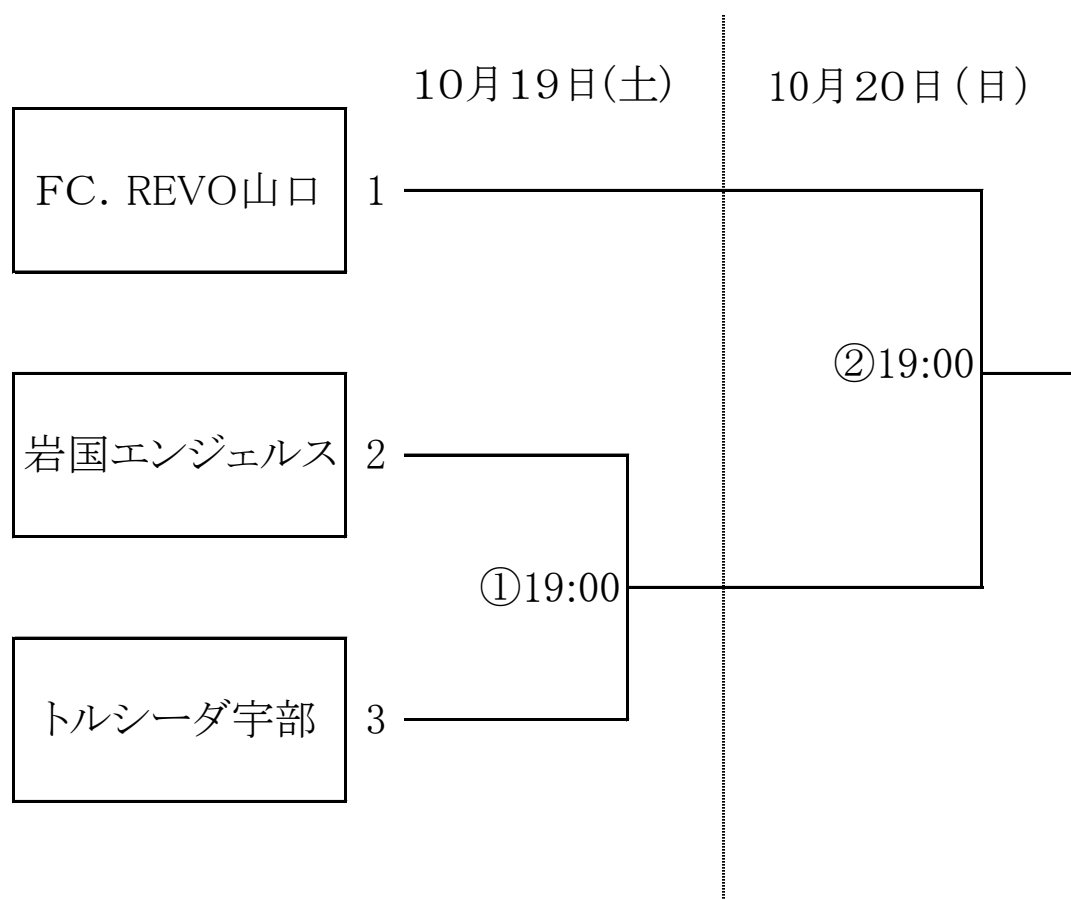 10月19日(土)
10月20日(日)
FC．REVO山口 1
②19:00
岩国エンジェルス 2
①19:00
トルシーダ宇部 3